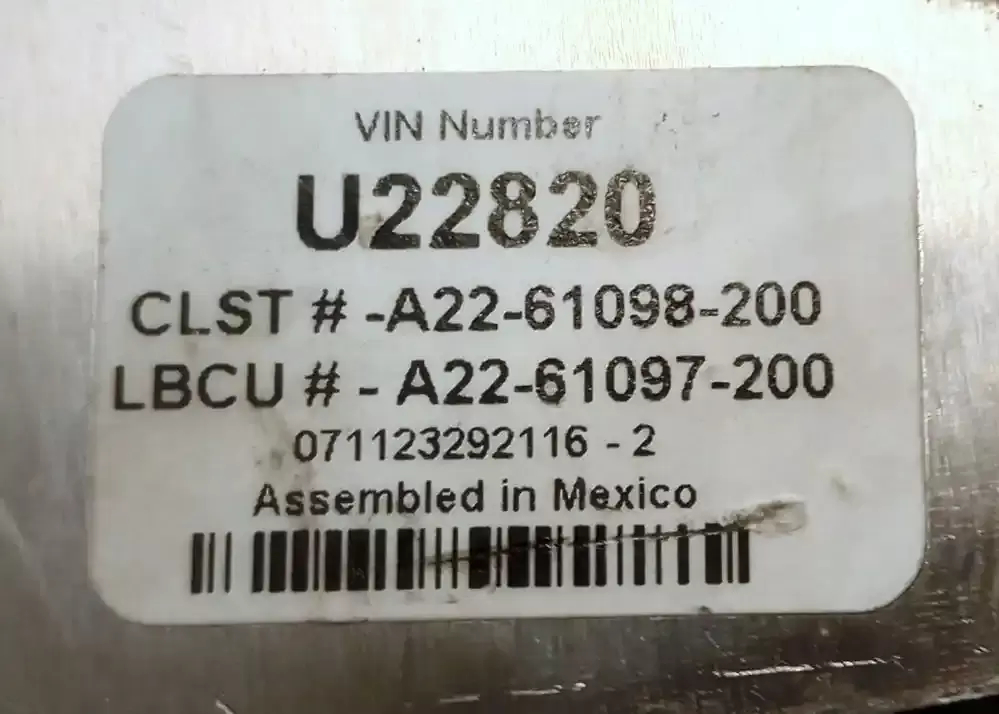 VIN Number
U22820
CLST # -A22-61098-200
LBCU # - A22-61097-200
071123292116 - 2
Assembled in Mexico